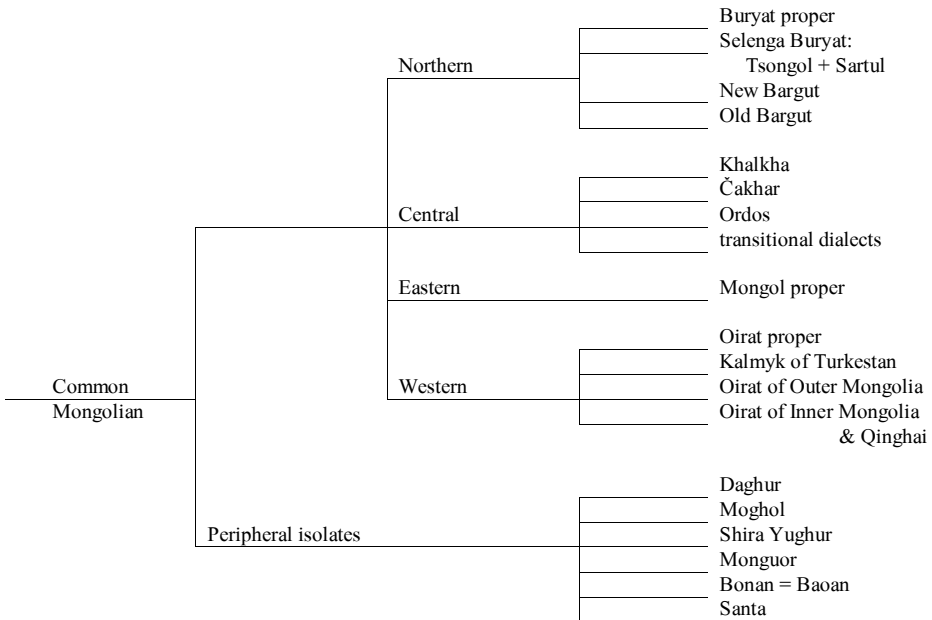 Buryat proper
Selenga Buryat:
Tsongol + Sartul
Northern
New Bargut
Old Bargut
Khalkha
Čakhar
Central
Ordos
transitional dialects
Eastern
Mongol proper
Oirat proper
Kalmyk of Turkestan
Common
Mongolian
Western
Oirat of Outer Mongolia
Oirat of Inner Mongolia
& Qinghai
Daghur
Moghol
Peripheral isolates
Shira Yughur
Monguor
Bonan = Baoan
Santa